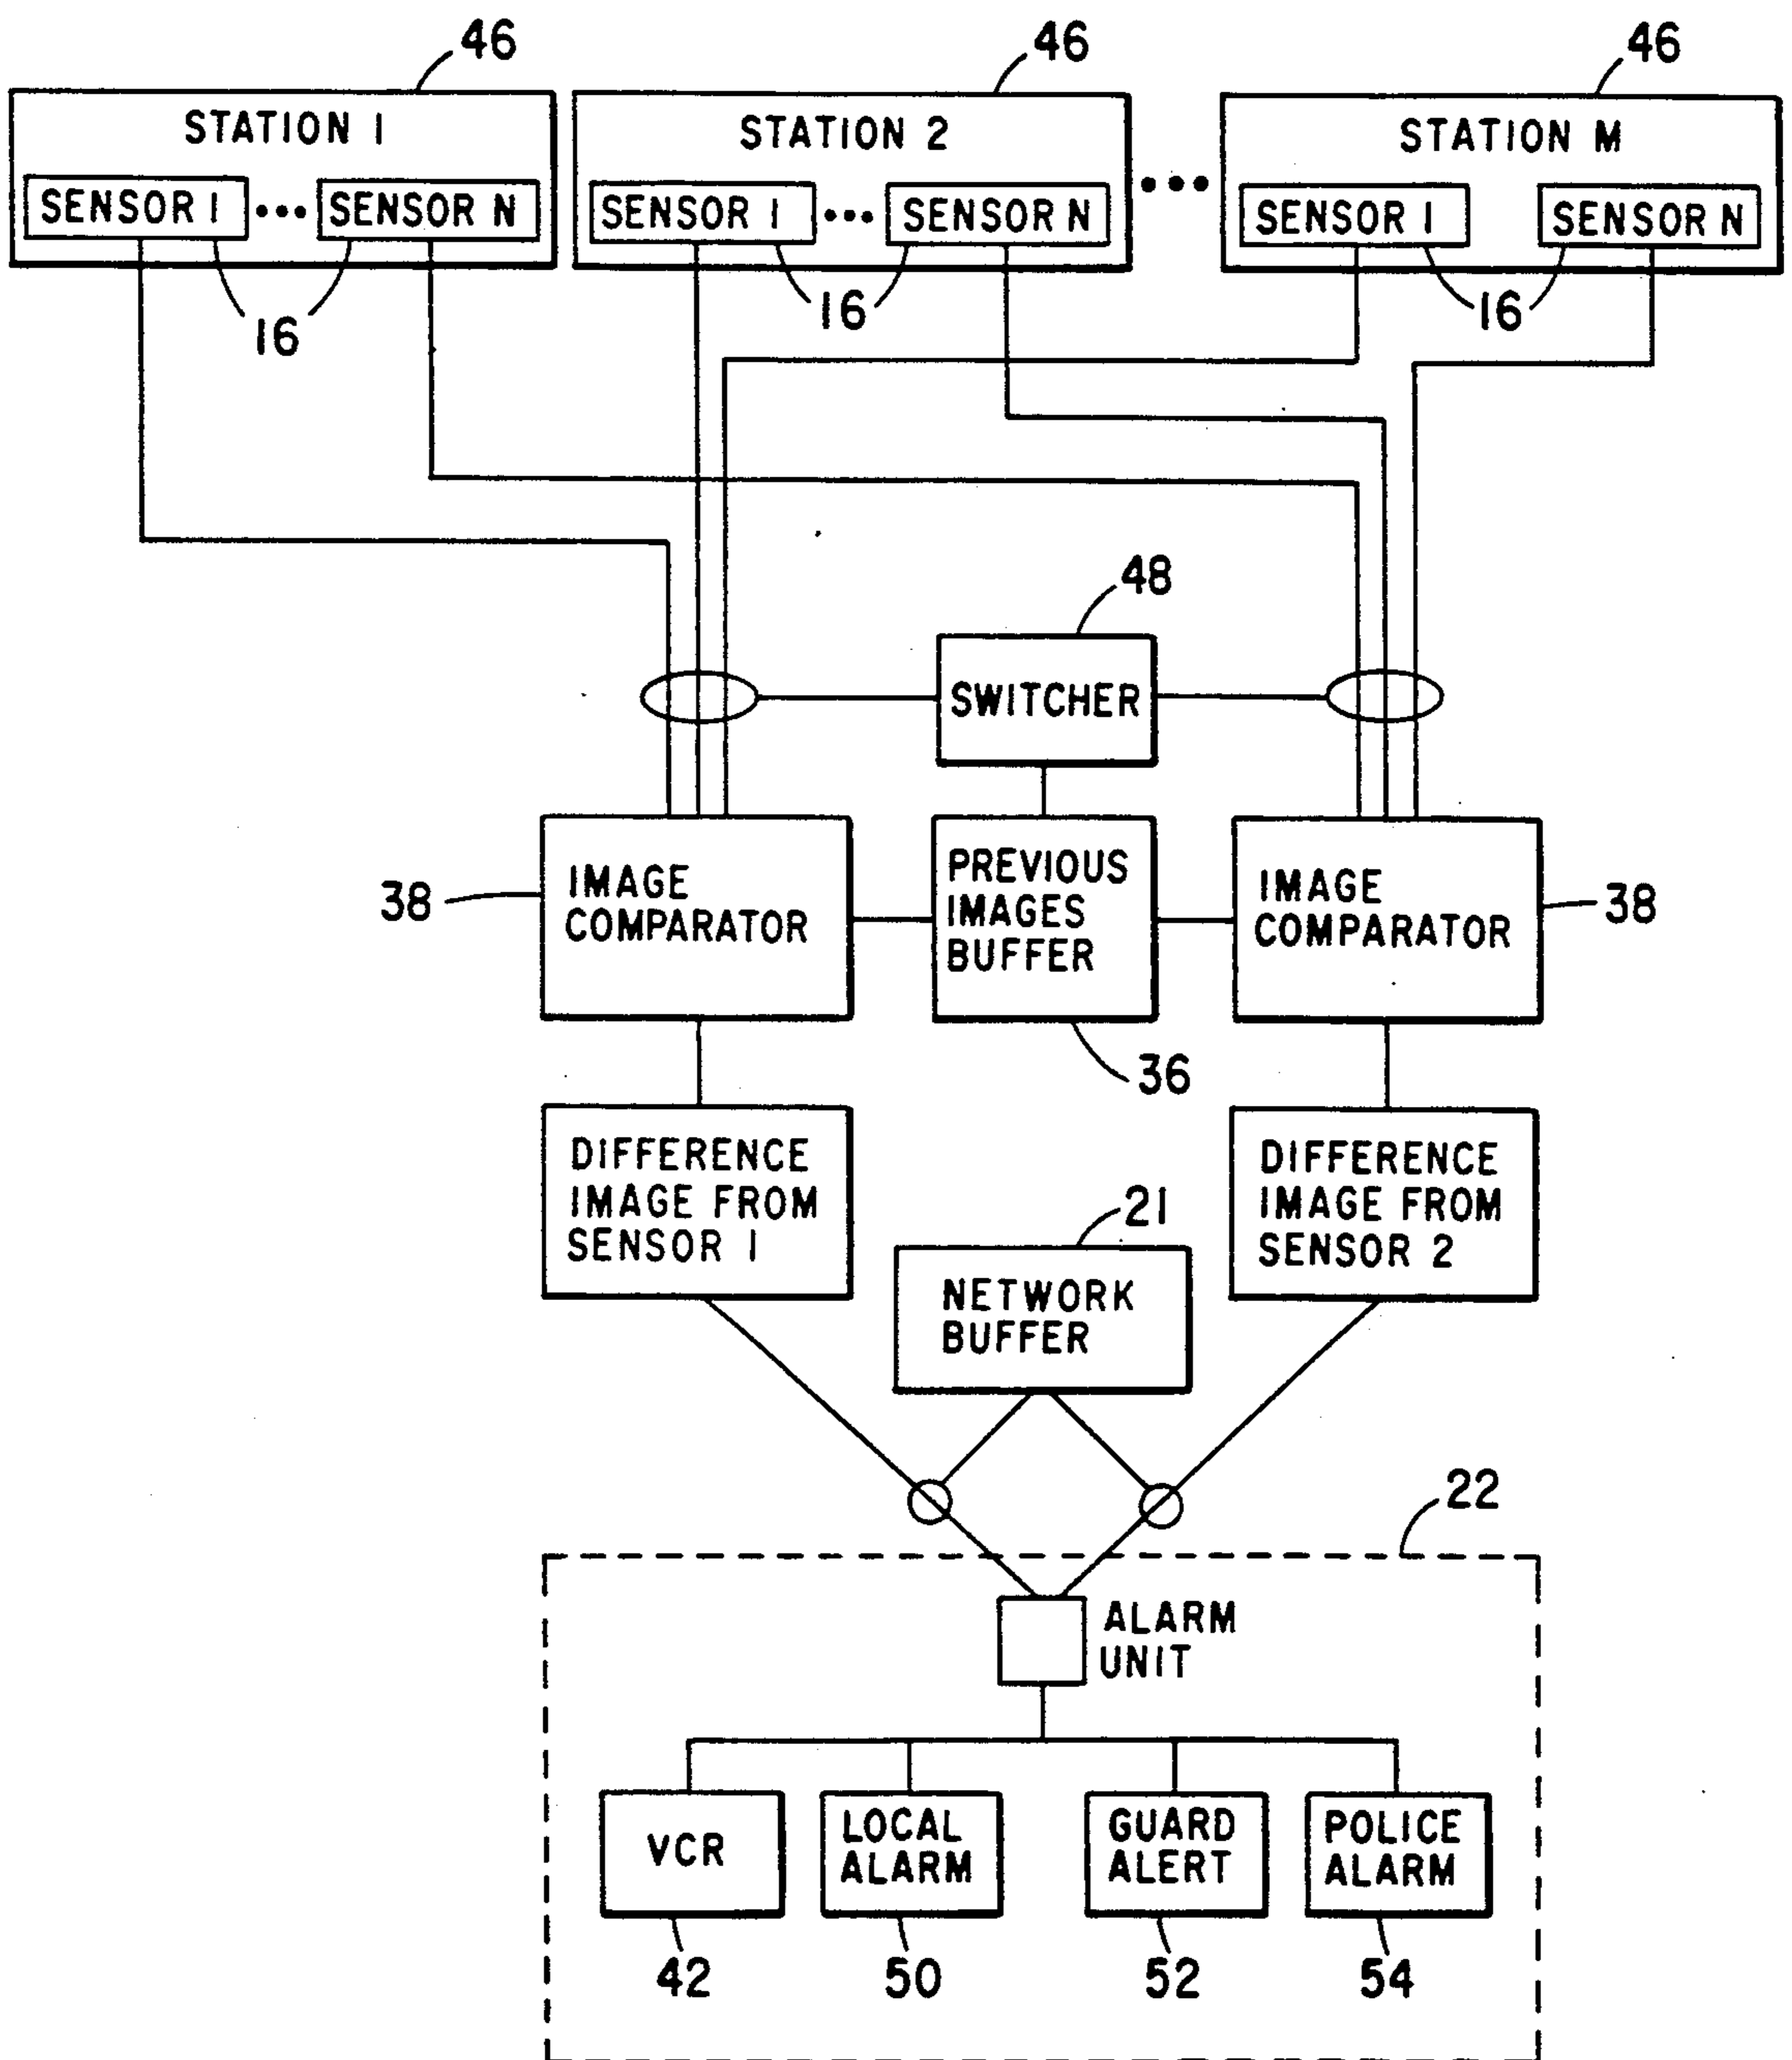 46
46
46
STATION 1
STATION 2
STATION M
SENSOR 1 ••• SENSOR N
SENSOR 1 ••• SENSOR N
•••
SENSOR 1
SENSOR N
16
16
16
48
SWITCHER
38
IMAGE
COMPARATOR
PREVIOUS
IMAGES
BUFFER
IMAGE
COMPARATOR
38
36
DIFFERENCE
IMAGE FROM
SENSOR 1
21
NETWORK
BUFFER
DIFFERENCE
IMAGE FROM
SENSOR 2
22
ALARM
UNIT
VCR
LOCAL
ALARM
GUARD
ALERT
POLICE
ALARM
42
50
52
54